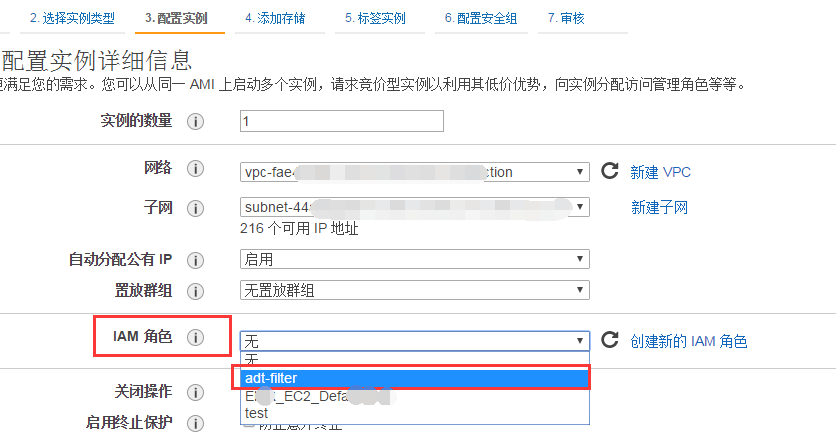 2. 选择实例类型 3. 配置实例 4. 添加存储 5. 标签实例 6. 配置安全组 7. 审核
配置实例详细信息
满足您的需求。您可以从同一 AMI 上启动多个实例，请求竞价型实例以利用其低价优势，向实例分配访问管理角色等等。
实例的数量 i 1
网络 i vpc-fae ction 新建 VPC
子网 i subnet-44 新建子网
216 个可用 IP 地址
自动分配公有 IP i 启用
置放群组 i 无置放群组
IAM 角色 i 无 创建新的 IAM 角色
无
adt-filter
关闭操作 i _EC2_Defa
test
启用终止保护 i 防止意外终止